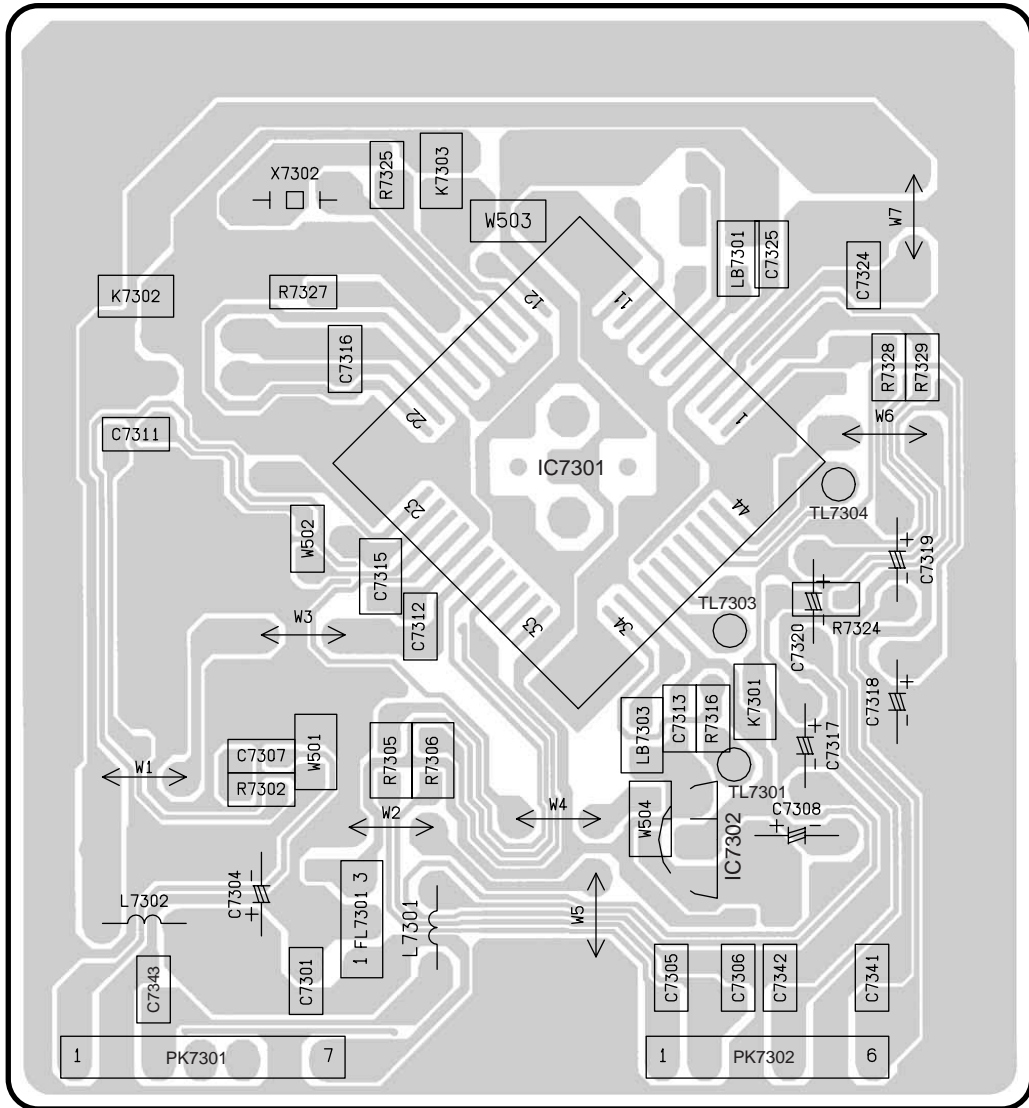 X7302
R7325
K7303
W503
W7
LB7301
C7325
C7324
K7302
R7327
12
11
C7316
R7328
R7329
22
1
W6
C7311
IC7301
23
44
TL7304
W502
C7315
C7319
W3
C7312
33
34
TL7303
C7320
R7324
K7301
C7318
LB7303
C7313
R7316
C7317
W501
C7307
R7305
R7306
W1
R7302
TL7301
W2
W4
W504
C7308
+ -
IC7302
C7304
L7302
1 FL7301 3
L7301
W5
C7343
C7301
C7305
C7306
C7342
C7341
1 PK7301 7
1 PK7302 6